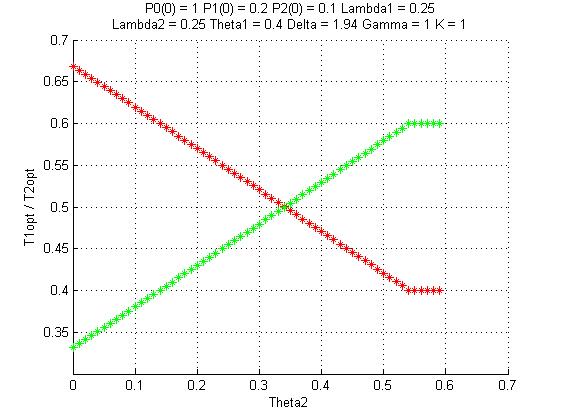 P0(0) = 1 P1(0) = 0.2 P2(0) = 0.1 Lambda1 = 0.25
Lambda2 = 0.25 Theta1 = 0.4 Delta = 1.94 Gamma = 1 K = 1
0.7
0.65
0.6
0.55
0.5
0.45
0.4
0.35
T1opt / T2opt
0 0.1 0.2 0.3 0.4 0.5 0.6 0.7
Theta2